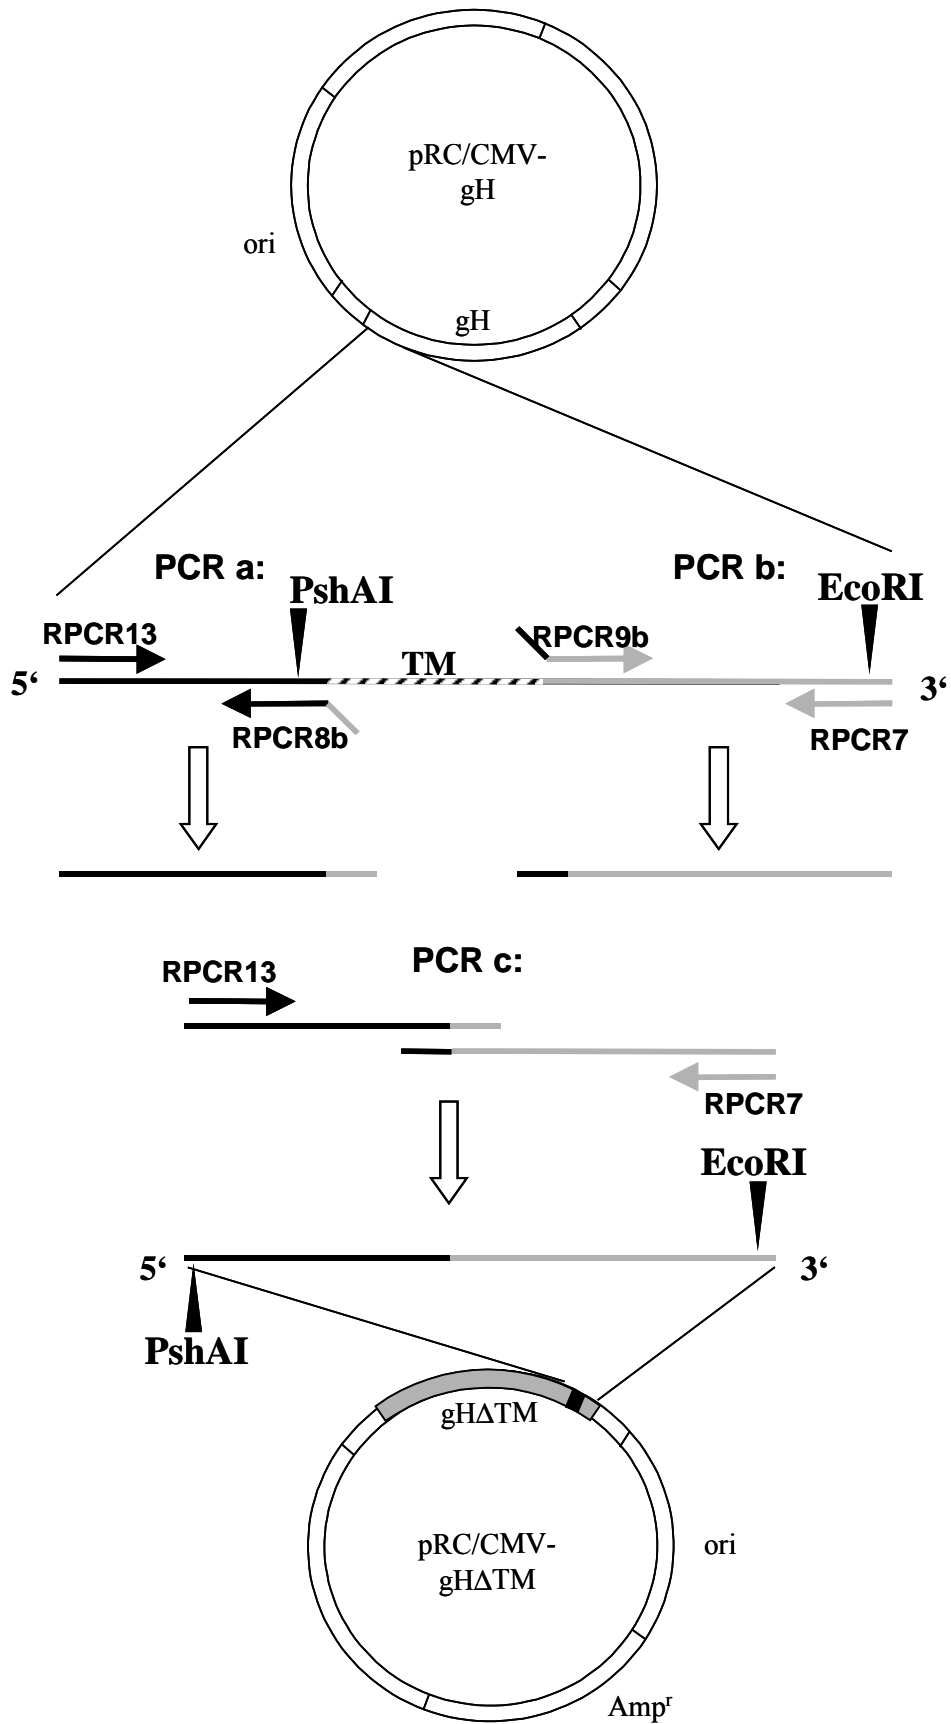 pRC/CMV-
gH
ori
gH
PCR a:
PCR b:
PshAI
EcoRI
RPCR13
RPCR9b
TM
5‘
3‘
RPCR8b
RPCR7
PCR c:
RPCR13
RPCR7
EcoRI
5‘
3‘
PshAI
gHΔTM
pRC/CMV-
gHΔTM
ori
Ampʳ